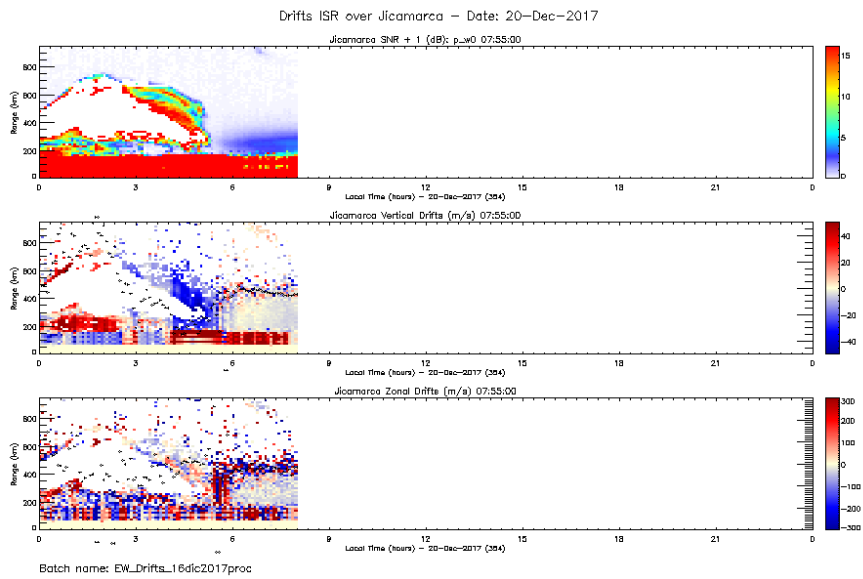 Drifts ISR over Jicamarca - Date: 20-Dec-2017
Jicamarca SNR + 1 (dB): p_w0 07:55:00
Range (km)
800
600
400
200
0
0 3 6 9 12 15 18 21 0
Local Time (hours) - 20-Dec-2017 (354)
15
10
5
0
Jicamarca Vertical Drifts (m/s) 07:55:00
Range (km)
800
600
400
200
0
0 3 6 9 12 15 18 21 0
Local Time (hours) - 20-Dec-2017 (354)
40
20
0
-20
-40
Jicamarca Zonal Drifts (m/s) 07:55:00
Range (km)
800
600
400
200
0
0 3 6 9 12 15 18 21 0
Local Time (hours) - 20-Dec-2017 (354)
300
200
100
0
-100
-200
-300
Batch name: EW_Drifts_16dic2017proc